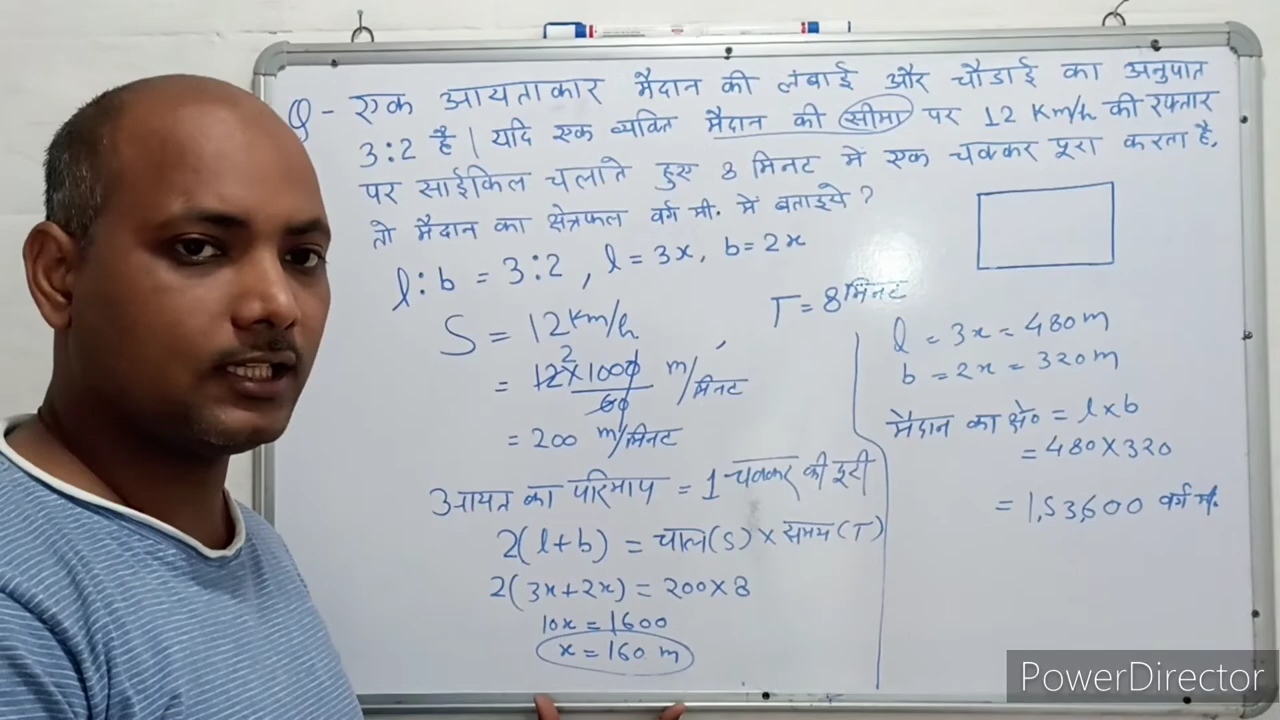 Q - एक आयताकार मैदान की लंबाई और चौडाई का अनुपात
3:2 है | यदि एक व्यक्ति मैदान की सीमा पर 12 Km/h की रफ्तार
पर साईकिल चलाते हुए 8 मिनट में एक चक्कर पूरा करता है,
तो मैदान का क्षेत्रफल वर्ग मी. में बताइये ?
l : b = 3:2 , l = 3x, b = 2x
S = 12 Km/h , T = 8 मिनट
= 12 2 × 1000 / 60 m/मिनट
= 200 m/मिनट
आयत का परिमाप = 1 चक्कर की दूरी
2(l+b) = चाल(S) × समय(T)
2(3x+2x) = 200×8
10x = 1600
x = 160 m
l = 3x = 480m
b = 2x = 320m
मैदान का क्षे० = l×b
= 480×320
= 1,53,600 वर्ग मी.
PowerDirector